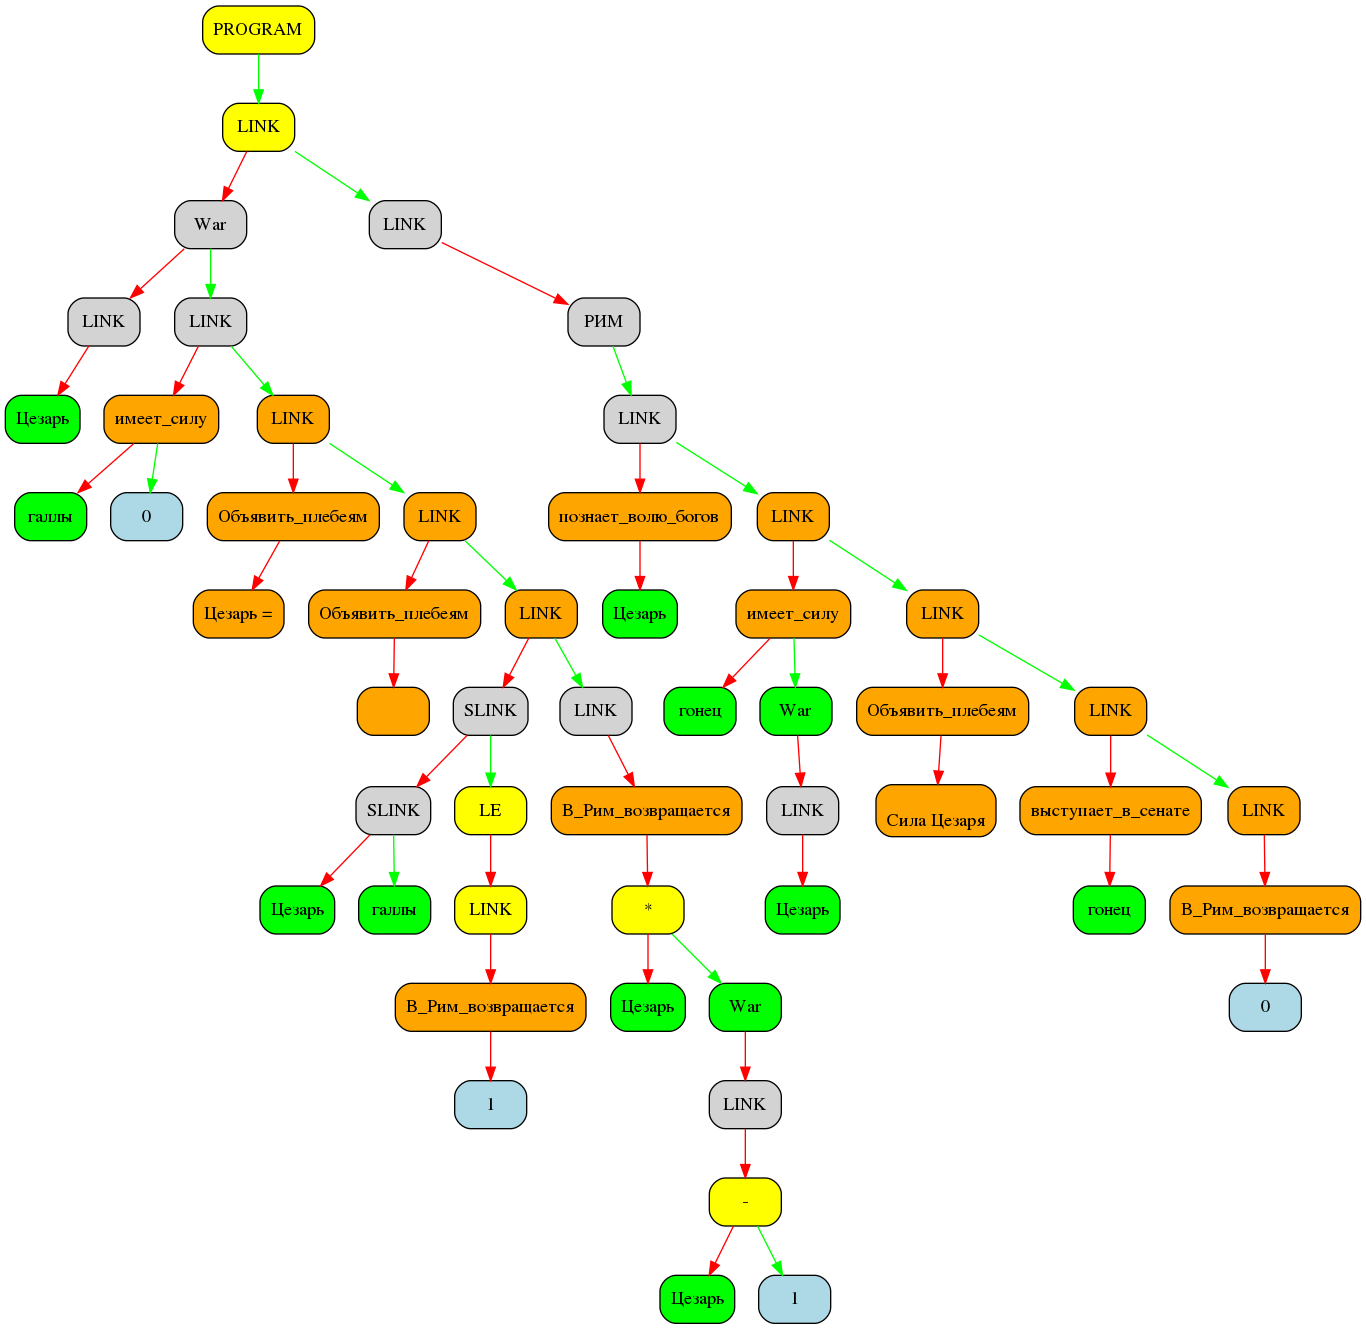 PROGRAM
LINK
War
LINK
LINK
LINK
РИМ
Цезарь
имеет_силу
LINK
LINK
галлы
0
Объявить_плебеям
LINK
познает_волю_богов
LINK
Цезарь =
Объявить_плебеям
LINK
Цезарь
имеет_силу
LINK
SLINK
LINK
гонец
War
Объявить_плебеям
LINK
SLINK
LE
В_Рим_возвращается
LINK
Сила Цезаря
выступает_в_сенате
LINK
Цезарь
галлы
LINK
*
Цезарь
гонец
В_Рим_возвращается
В_Рим_возвращается
Цезарь
War
0
1
LINK
-
Цезарь
1